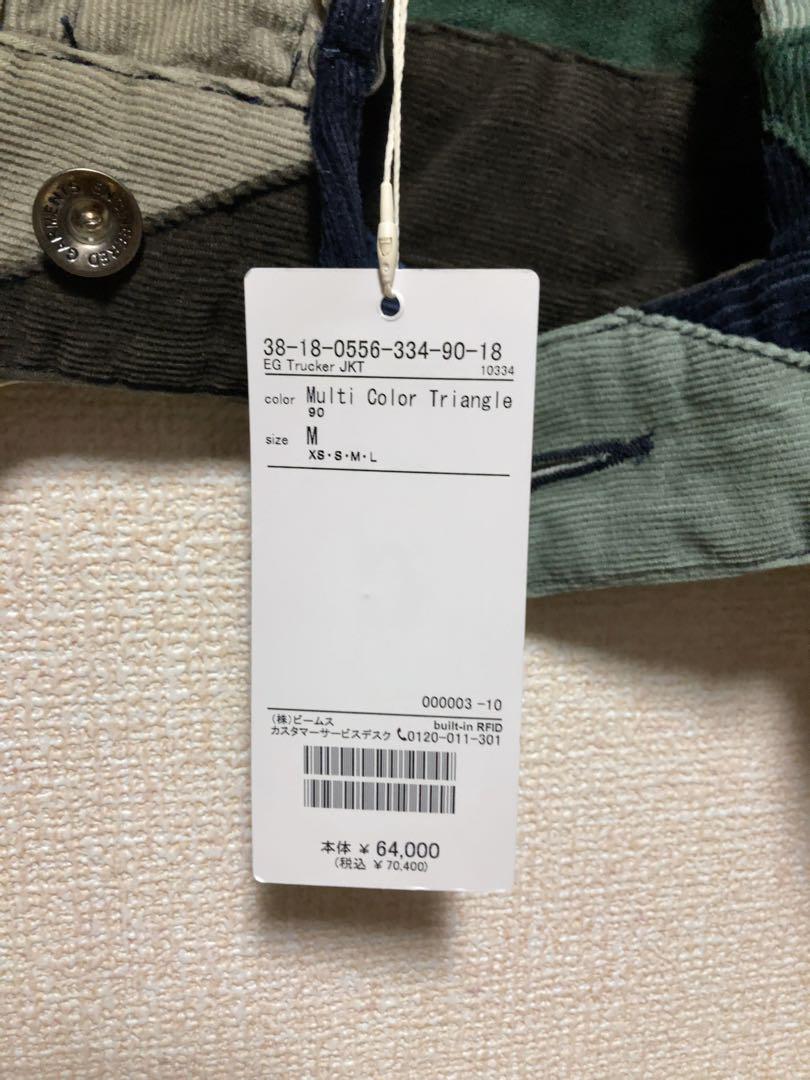 ENGINEERED GARMENTS
38-18-0556-334-90-18
EG Trucker JKT 10334
color Multi Color Triangle
90
size M
XS・S・M・L
000003 -10
(株)ビームス built-in RFID
カスタマーサービスデスク 0120-011-301
本体 ¥ 64,000
(税込 ¥ 70,400)